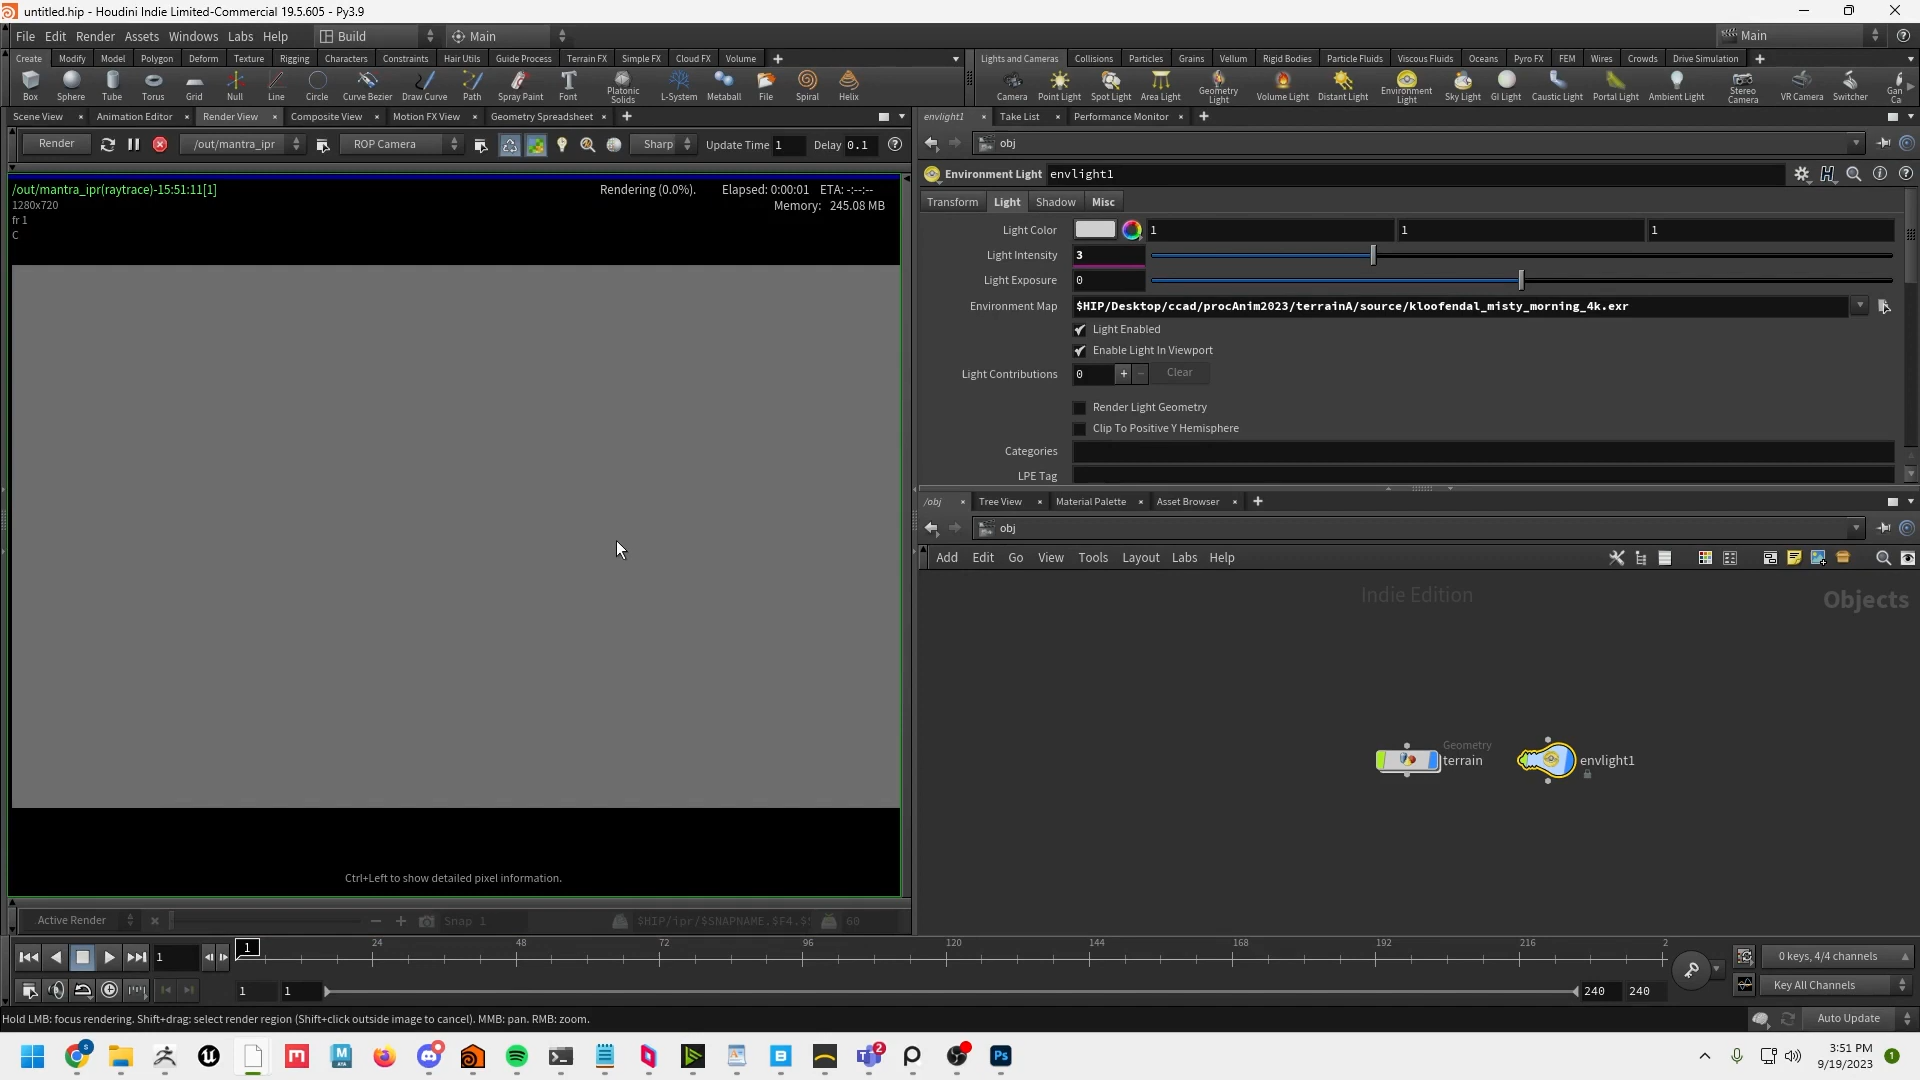 untitled.hip - Houdini Indie Limited-Commercial 19.5.605 - Py3.9
File Edit Render Assets Windows Labs Help Build Main Main
Create Modify Model Polygon Deform Texture Rigging Characters Constraints Hair Utils Guide Process Terrain FX Simple FX Cloud FX Volume
Lights and Cameras Collisions Particles Grains Vellum Rigid Bodies Particle Fluids Viscous Fluids Oceans Pyro FX FEM Wires Crowds Drive Simulation
Box Sphere Tube Torus Grid Null Line Circle Curve Bezier Draw Curve Path Spray Paint Font Platonic Solids L-System Metaball File Spiral Helix
Camera Point Light Spot Light Area Light Geometry Light Volume Light Distant Light Environment Light Sky Light GI Light Caustic Light Portal Light Ambient Light Stereo Camera VR Camera Switcher Gan Ca
Scene View Animation Editor Render View Composite View Motion FX View Geometry Spreadsheet
envlight1 Take List Performance Monitor
Render /out/mantra_ipr ROP Camera Sharp Update Time 1 Delay 0.1
obj
Environment Light envlight1
/out/mantra_ipr(raytrace)-15:51:11[1]
Rendering (0.0%). Elapsed: 0:00:01 ETA: -:--:--
1280x720
Memory: 245.08 MB
fr 1
C
Transform Light Shadow Misc
Light Color 1 1 1
Light Intensity 3
Light Exposure 0
Environment Map $HIP/Desktop/ccad/procAnim2023/terrainA/source/kloofendal_misty_morning_4k.exr
Light Enabled
Enable Light In Viewport
Light Contributions 0 + - Clear
Render Light Geometry
Clip To Positive Y Hemisphere
Categories
LPE Tag
/obj Tree View Material Palette Asset Browser
obj
Add Edit Go View Tools Layout Labs Help
Indie Edition
Objects
Geometry
terrain
envlight1
Ctrl+Left to show detailed pixel information.
Active Render Snap 1 $HIP/ipr/$SNAPNAME.$F4.$ 60
1 1 24 48 72 96 120 144 168 192 216 2
0 keys, 4/4 channels
1 1 240 240
Key All Channels
Hold LMB: focus rendering. Shift+drag: select render region (Shift+click outside image to cancel). MMB: pan. RMB: zoom.
Auto Update
3:51 PM
9/19/2023